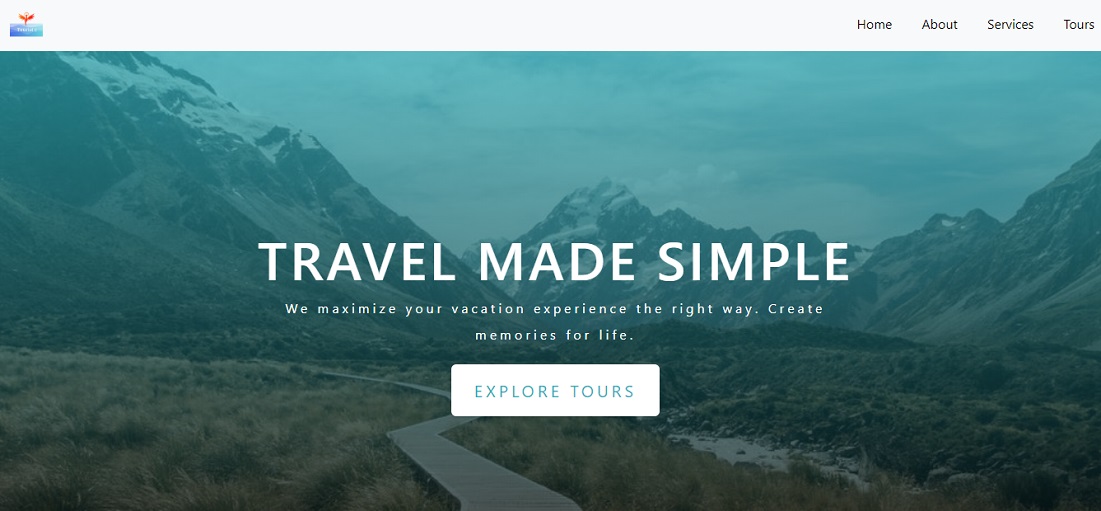 Home About Services Tours
TRAVEL MADE SIMPLE
We maximize your vacation experience the right way. Create
memories for life.
EXPLORE TOURS